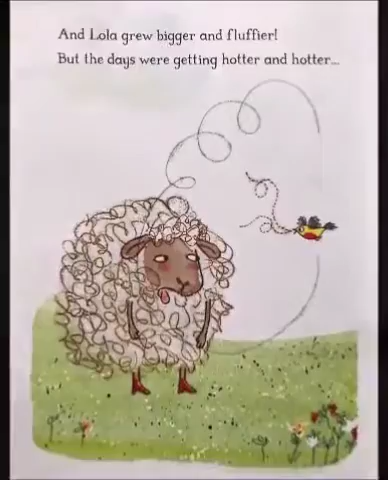 And Lola grew bigger and fluffier!
But the days were getting hotter and hotter...